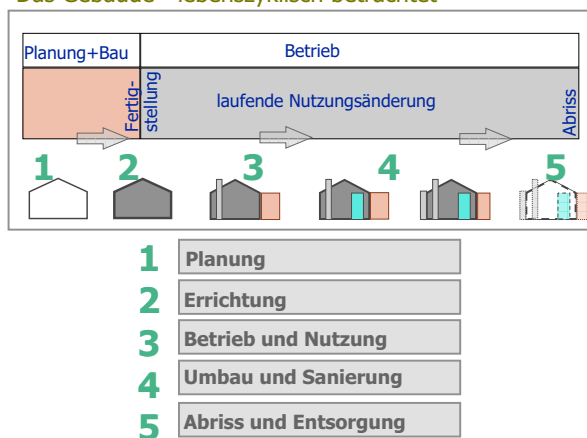 Das Gebäude - lebenszyklisch betrachtet
Planung+Bau
Betrieb
Fertig-
stellung
laufende Nutzungsänderung
Abriss
1 2 3 4 5
1 Planung
2 Errichtung
3 Betrieb und Nutzung
4 Umbau und Sanierung
5 Abriss und Entsorgung